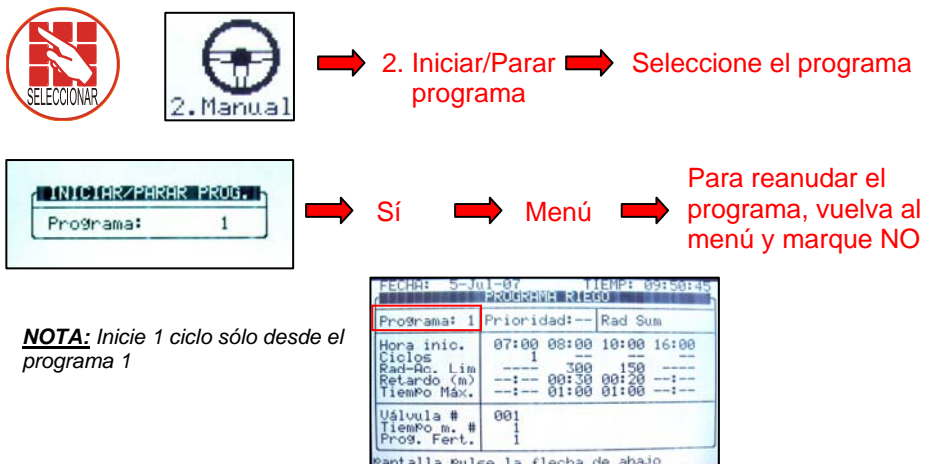 SELECCIONAR
2.Manual
2. Iniciar/Parar programa
Seleccione el programa
INICIAR/PARAR PROG.
Programa: 1
Sí
Menú
Para reanudar el
programa, vuelva al
menú y marque NO
NOTA: Inicie 1 ciclo sólo desde el
programa 1
FECHA: 5-Jul-07 TIEMP: 09:50:45
PROGRAMA RIEGO
Programa: 1 Prioridad:-- Rad Sum
Hora inic. 07:00 08:00 10:00 16:00
Ciclos 1 -- -- --
Rad-Ac. Lim ---- 300 150 ----
Retardo (m) --:-- 00:30 00:20 --:--
Tiempo Máx. --:-- 01:00 01:00 --:--
Válvula # 001
Tiempo m. # 1
Prog. Fert. 1
Pantalla pulse la flecha de abajo